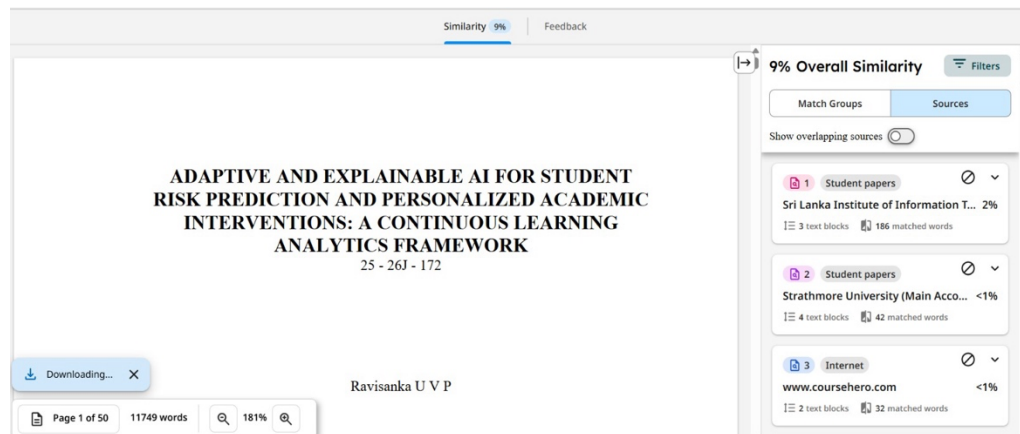 Similarity 9% Feedback
ADAPTIVE AND EXPLAINABLE AI FOR STUDENT
RISK PREDICTION AND PERSONALIZED ACADEMIC
INTERVENTIONS: A CONTINUOUS LEARNING
ANALYTICS FRAMEWORK
25 - 26J - 172
Ravisanka U V P
Downloading...
Page 1 of 50 11749 words 181%
9% Overall Similarity Filters
Match Groups Sources
Show overlapping sources
1 Student papers
Sri Lanka Institute of Information T... 2%
3 text blocks 186 matched words
2 Student papers
Strathmore University (Main Acco... <1%
4 text blocks 42 matched words
3 Internet
www.coursehero.com <1%
2 text blocks 32 matched words